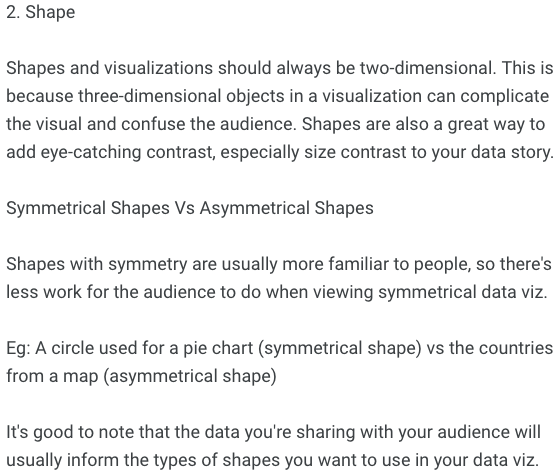 2. Shape
Shapes and visualizations should always be two-dimensional. This is
because three-dimensional objects in a visualization can complicate
the visual and confuse the audience. Shapes are also a great way to
add eye-catching contrast, especially size contrast to your data story.
Symmetrical Shapes Vs Asymmetrical Shapes
Shapes with symmetry are usually more familiar to people, so there's
less work for the audience to do when viewing symmetrical data viz.
Eg: A circle used for a pie chart (symmetrical shape) vs the countries
from a map (asymmetrical shape)
It's good to note that the data you're sharing with your audience will
usually inform the types of shapes you want to use in your data viz.